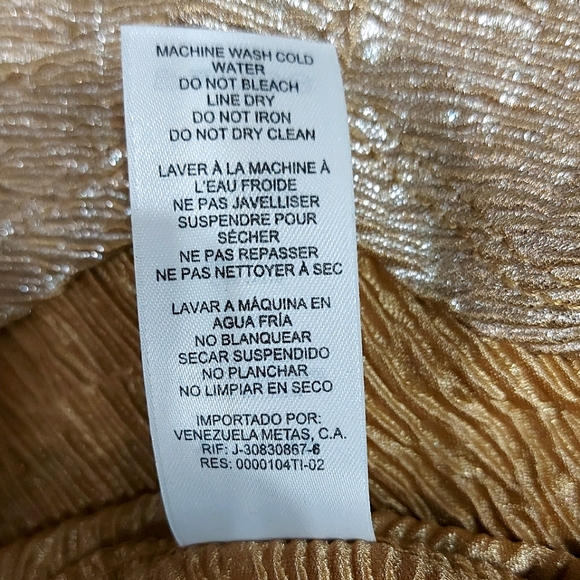 MACHINE WASH COLD
WATER
DO NOT BLEACH
LINE DRY
DO NOT IRON
DO NOT DRY CLEAN
LAVER À LA MACHINE À
L'EAU FROIDE
NE PAS JAVELLISER
SUSPENDRE POUR
SÉCHER
NE PAS REPASSER
NE PAS NETTOYER À SEC
LAVAR A MÁQUINA EN
AGUA FRÍA
NO BLANQUEAR
SECAR SUSPENDIDO
NO PLANCHAR
NO LIMPIAR EN SECO
IMPORTADO POR:
VENEZUELA METAS, C.A.
RIF: J-30830867-6
RES: 0000104TI-02